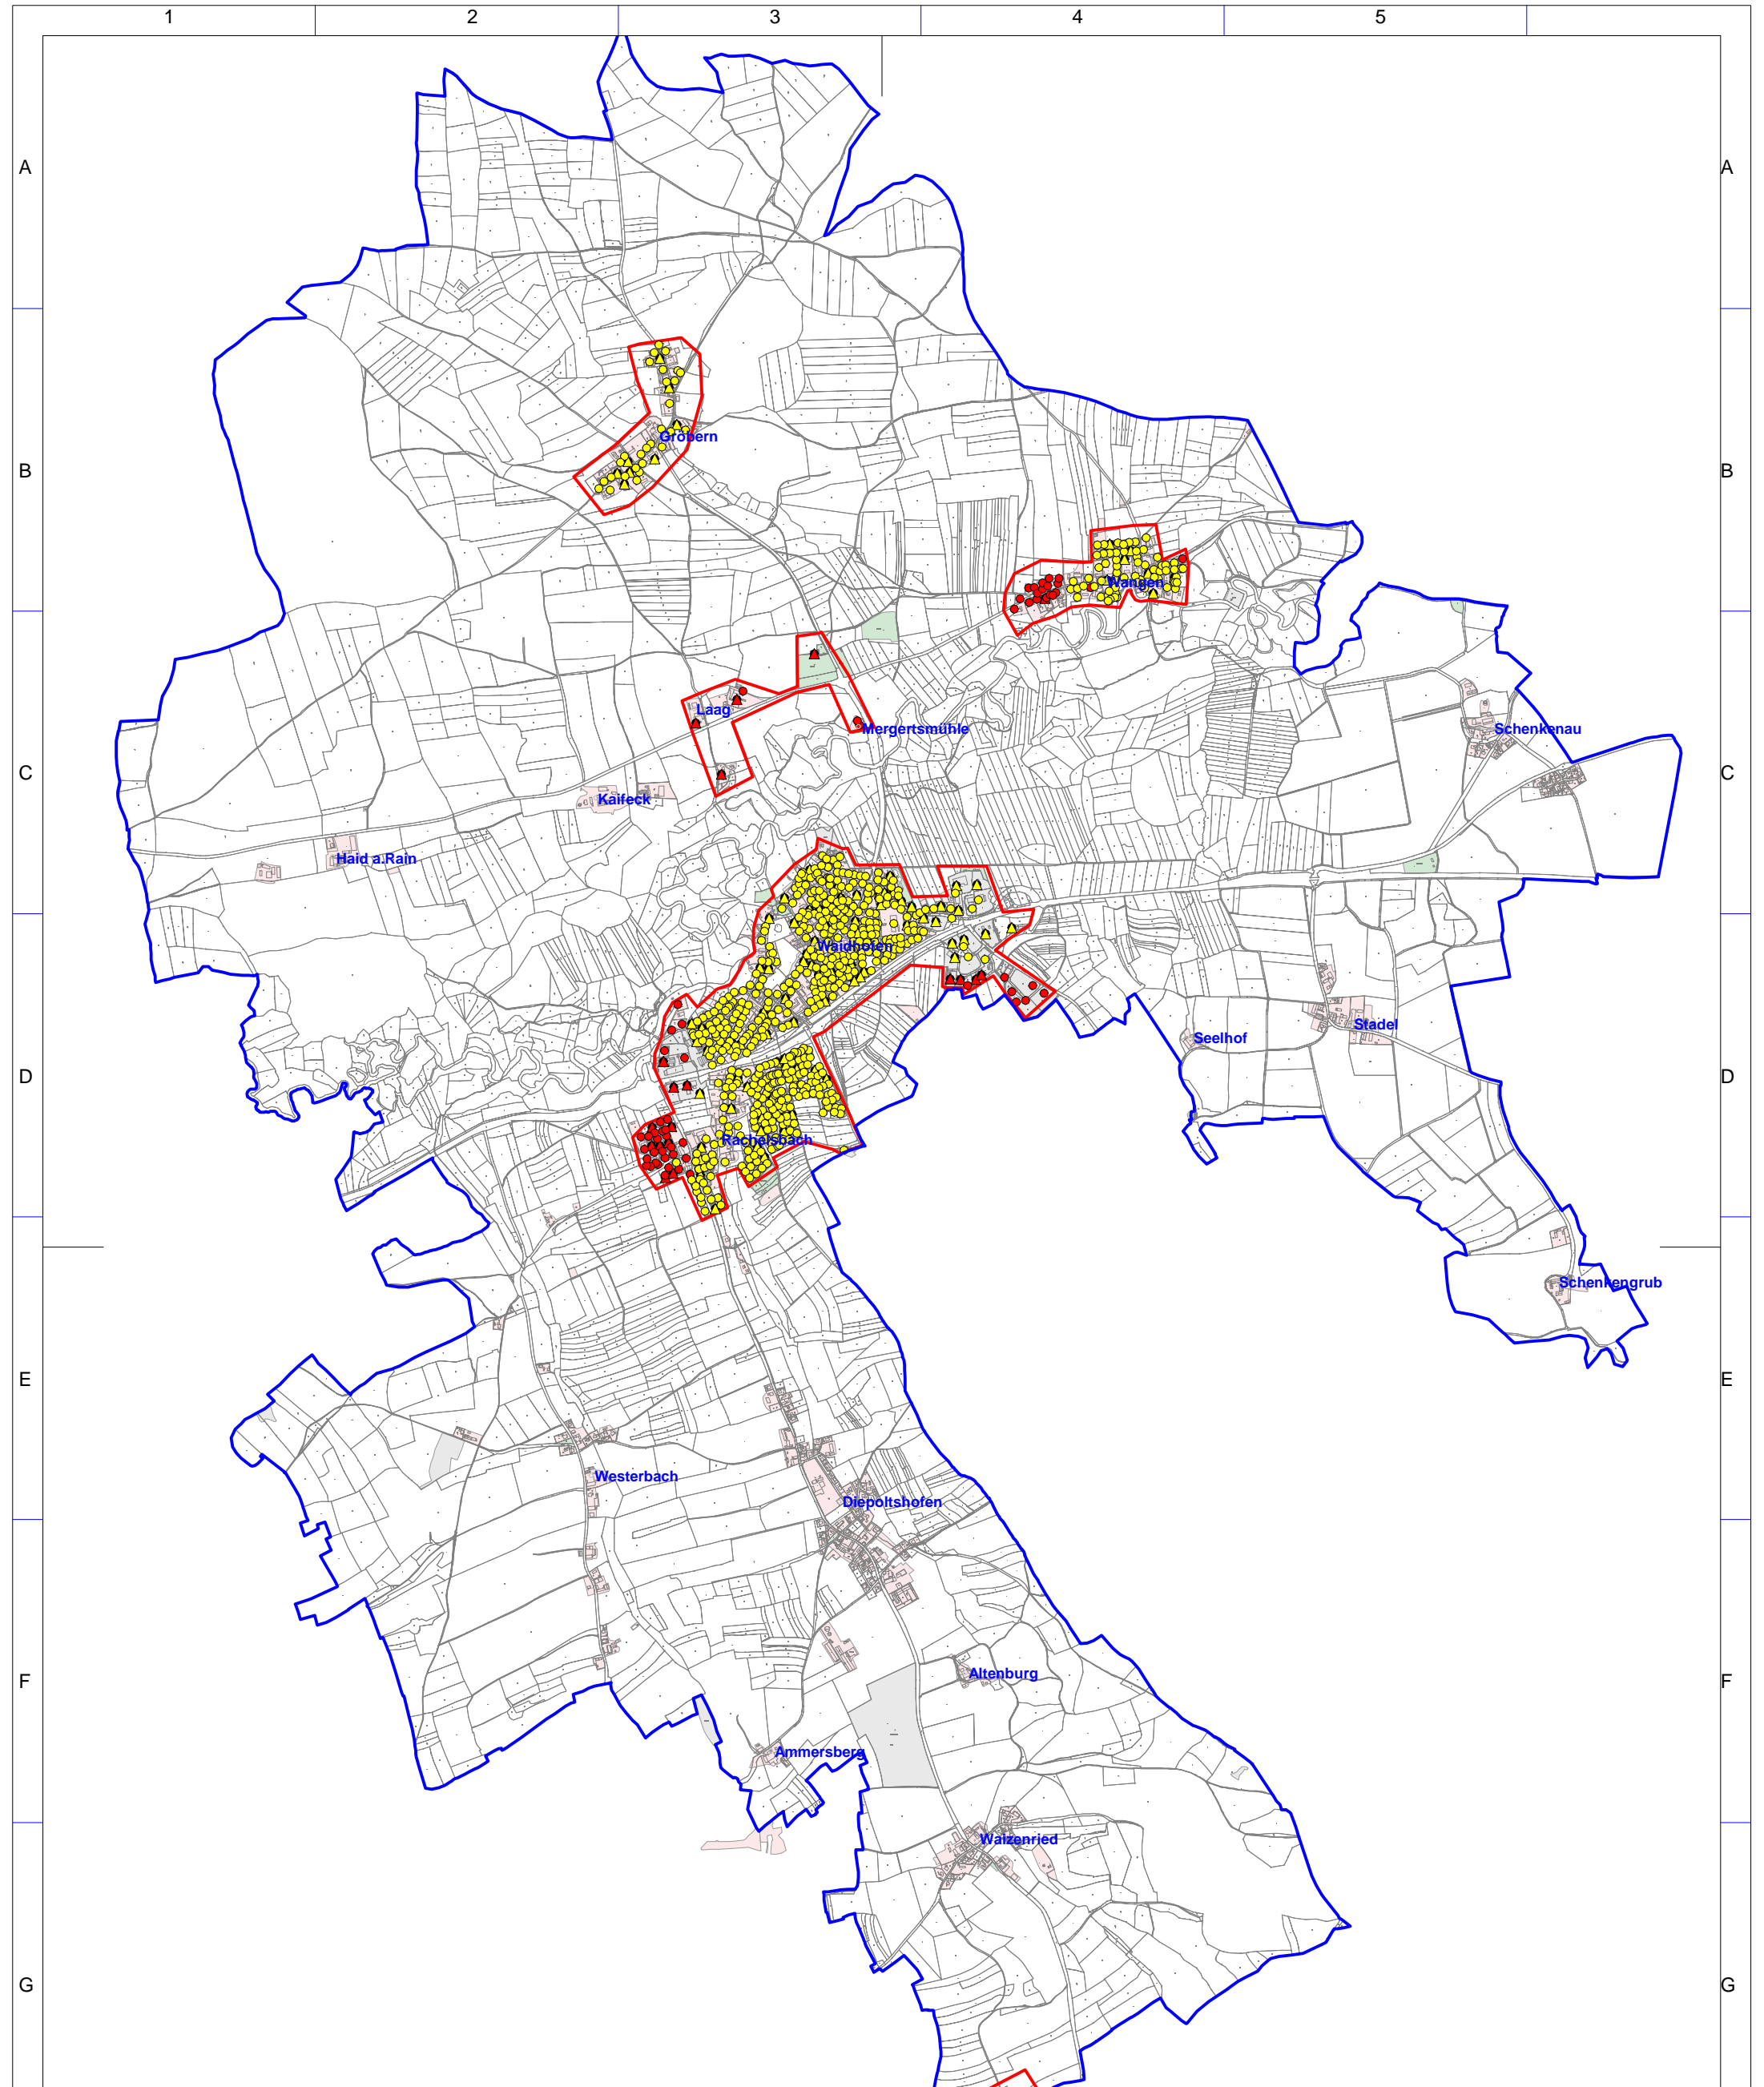 1 2 3 4 5
A A
Gröbern
B B
Wangen
Laag
Mergertsmühle Schenkenau
C C
Kaifeck
Haid a.Rain
Waidhofen
Stadel
Seelhof
D D
Rachelsbach
Schenkengrub
E E
Westerbach
Diepoltshofen
Altenburg
F F
Ammersberg
Waizenried
G G